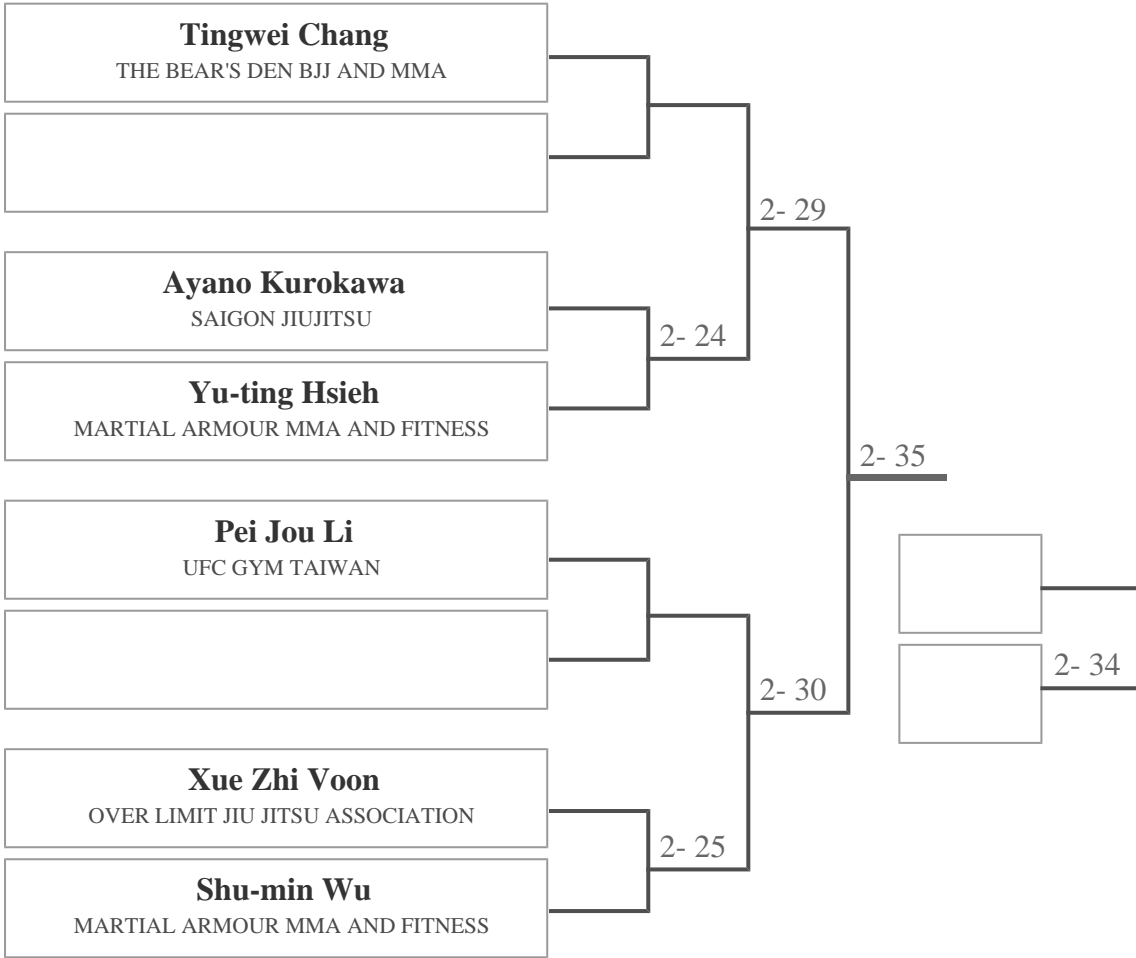 Tingwei Chang
THE BEAR'S DEN BJJ AND MMA
2- 29
Ayano Kurokawa
SAIGON JIUJITSU
2- 24
Yu-ting Hsieh
MARTIAL ARMOUR MMA AND FITNESS
2- 35
Pei Jou Li
UFC GYM TAIWAN
2- 34
2- 30
Xue Zhi Voon
OVER LIMIT JIU JITSU ASSOCIATION
2- 25
Shu-min Wu
MARTIAL ARMOUR MMA AND FITNESS